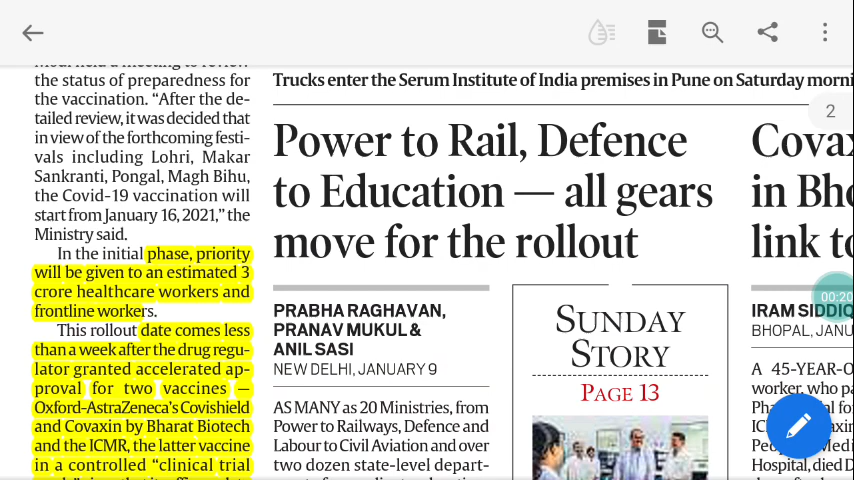 the status of preparedness for
the vaccination. “After the de-
tailed review, it was decided that
in view of the forthcoming festi-
vals including Lohri, Makar
Sankranti, Pongal, Magh Bihu,
the Covid-19 vaccination will
start from January 16, 2021,” the
Ministry said.
In the initial phase, priority
will be given to an estimated 3
crore healthcare workers and
frontline workers.
This rollout date comes less
than a week after the drug regu-
lator granted accelerated ap-
proval for two vaccines —
Oxford-AstraZeneca's Covishield
and Covaxin by Bharat Biotech
and the ICMR, the latter vaccine
in a controlled “clinical trial
Trucks enter the Serum Institute of India premises in Pune on Saturday morni
2
Power to Rail, Defence
to Education — all gears
move for the rollout
PRABHA RAGHAVAN,
PRANAV MUKUL &
ANIL SASI
NEW DELHI, JANUARY 9
AS MANY as 20 Ministries, from
Power to Railways, Defence and
Labour to Civil Aviation and over
two dozen state-level depart-
SUNDAY
STORY
PAGE 13
Covax
in Bho
link to
00:20
IRAM SIDDIQ
BHOPAL, JANU
A 45-YEAR-O
worker, who pa
Hospital, died D